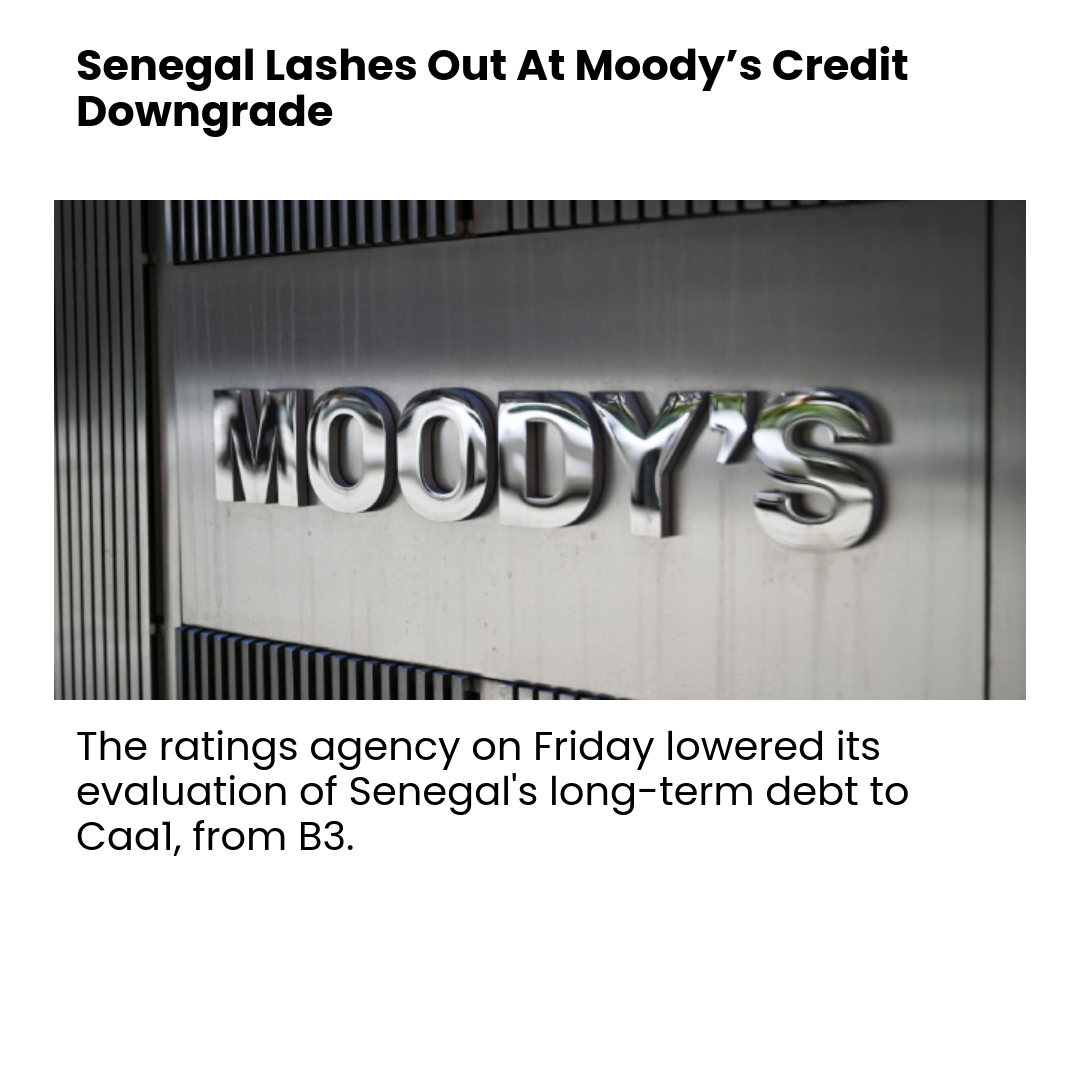 Senegal Lashes Out At Moody’s Credit
Downgrade
MOODY'S
The ratings agency on Friday lowered its
evaluation of Senegal's long-term debt to
Caa1, from B3.